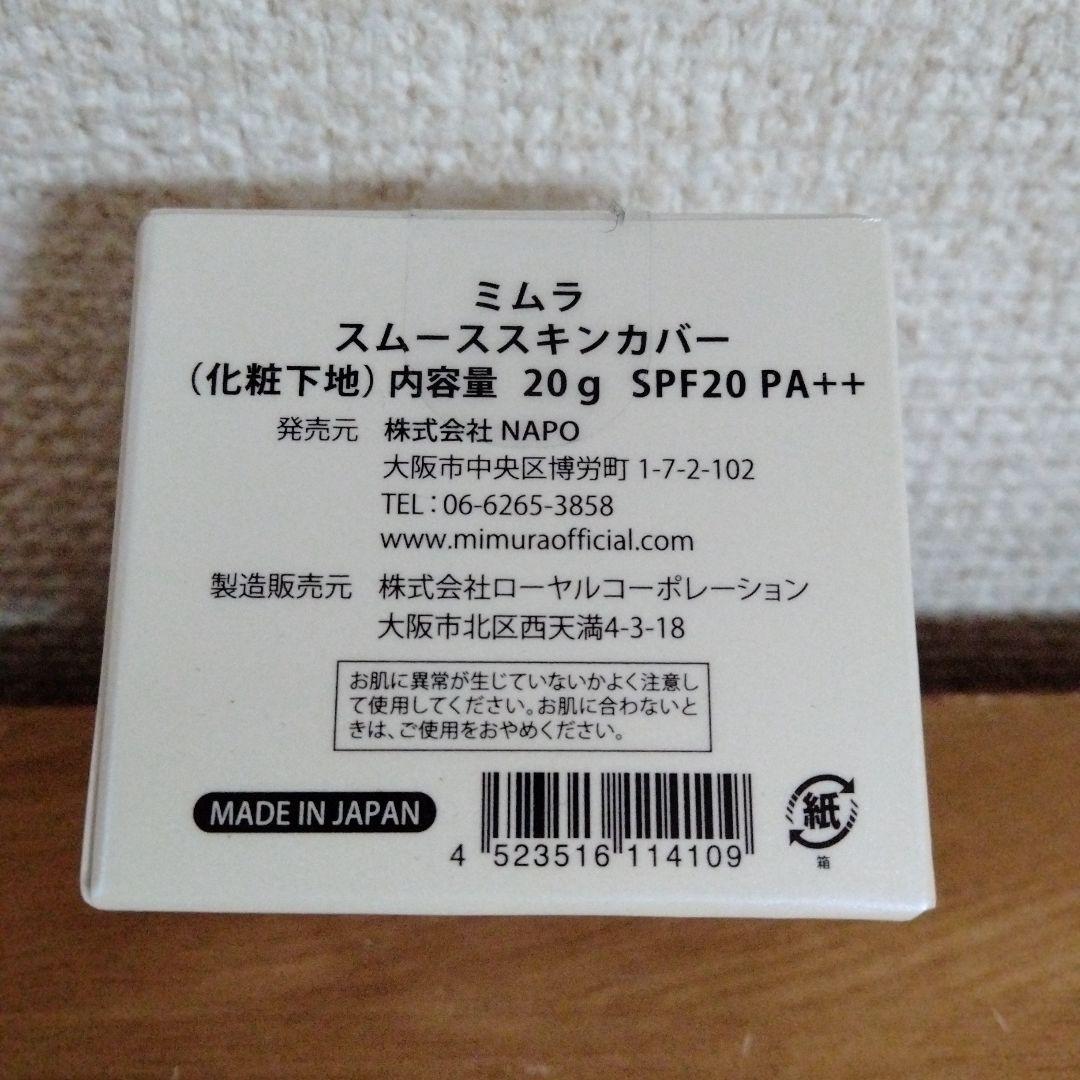 ミムラ
スムーススキンカバー
（化粧下地）内容量 20g SPF20 PA++
発売元 株式会社 NAPO
大阪市中央区博労町 1-7-2-102
TEL：06-6265-3858
www.mimuraofficial.com
製造販売元 株式会社ローヤルコーポレーション
大阪市北区西天満4-3-18
お肌に異常が生じていないかよく注意し
て使用してください。お肌に合わないと
きは、ご使用をおやめください。
MADE IN JAPAN
4 523516 114109
紙
箱